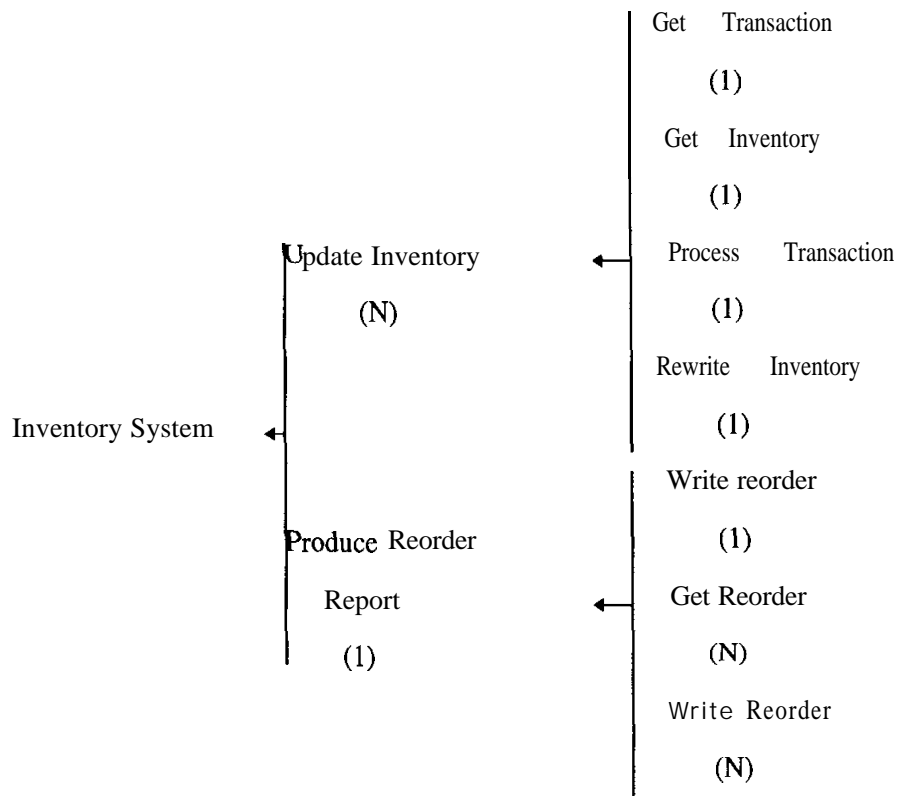 Get Transaction
(1)
Get Inventory
(1)
Update Inventory
(N)
Process Transaction
(1)
Rewrite Inventory
(1)
Inventory System
Write reorder
(1)
Produce Reorder
Report
(1)
Get Reorder
(N)
Write Reorder
(N)